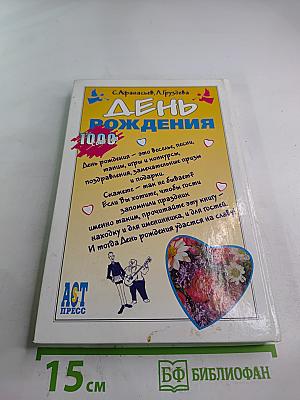 С. Афанасьев, Л. Груздева
ДЕНЬ
РОЖДЕНИЯ
1000
День рождения – это веселье, песни,
танцы, игры и конкурсы,
поздравления, замечательные призы
и подарки.
Скажете – так не бывает?
Если Вы хотите, чтобы гости
запомнили праздник
именно таким, прочитайте эту книгу –
находку и для именинника, и для гостей.
И тогда День рождения удастся на славу!
АСТ
ПРЕСС
15 см
БФ БИБЛИОФАН